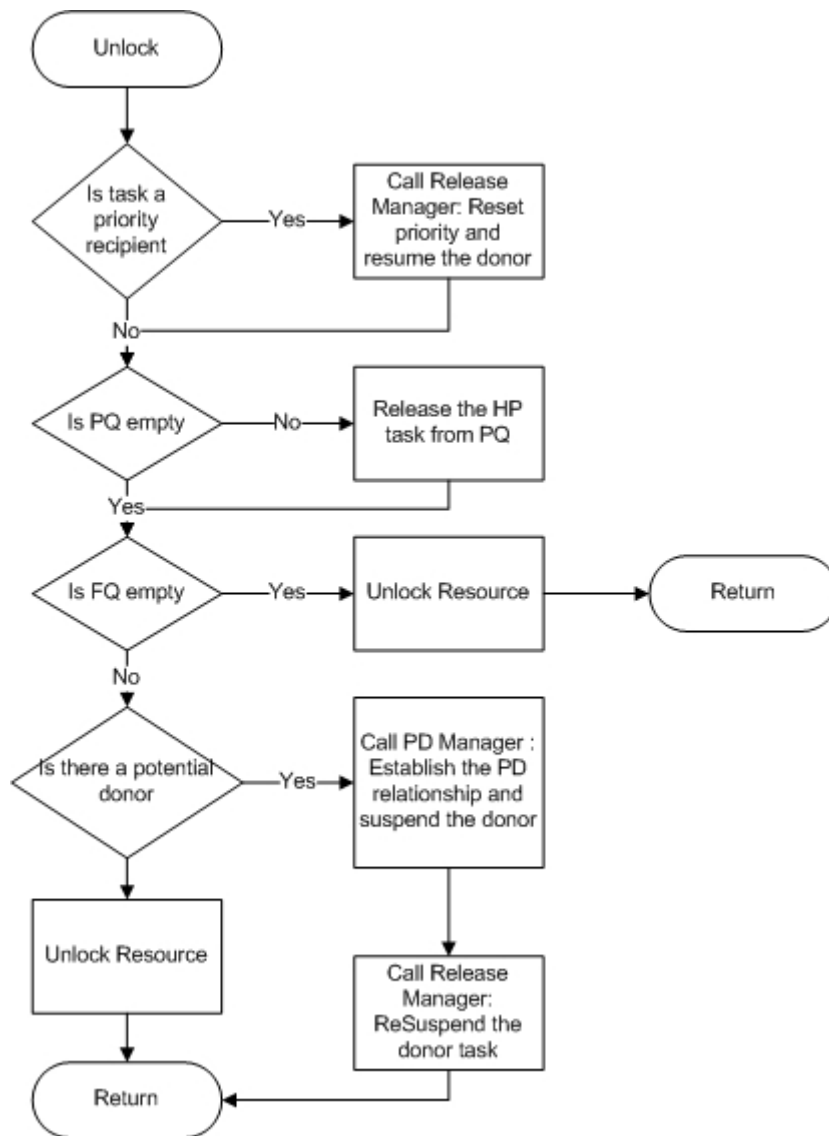 Unlock
Is task a
priority
recipient
Yes
Call Release
Manager: Reset
priority and
resume the donor
No
Is PQ empty
No
Release the HP
task from PQ
Yes
Is FQ empty
Yes
Unlock Resource
Return
No
Is there a potential
donor
Yes
Call PD Manager :
Establish the PD
relationship and
suspend the donor
Unlock Resource
Call Release
Manager:
ReSuspend the
donor task
Return